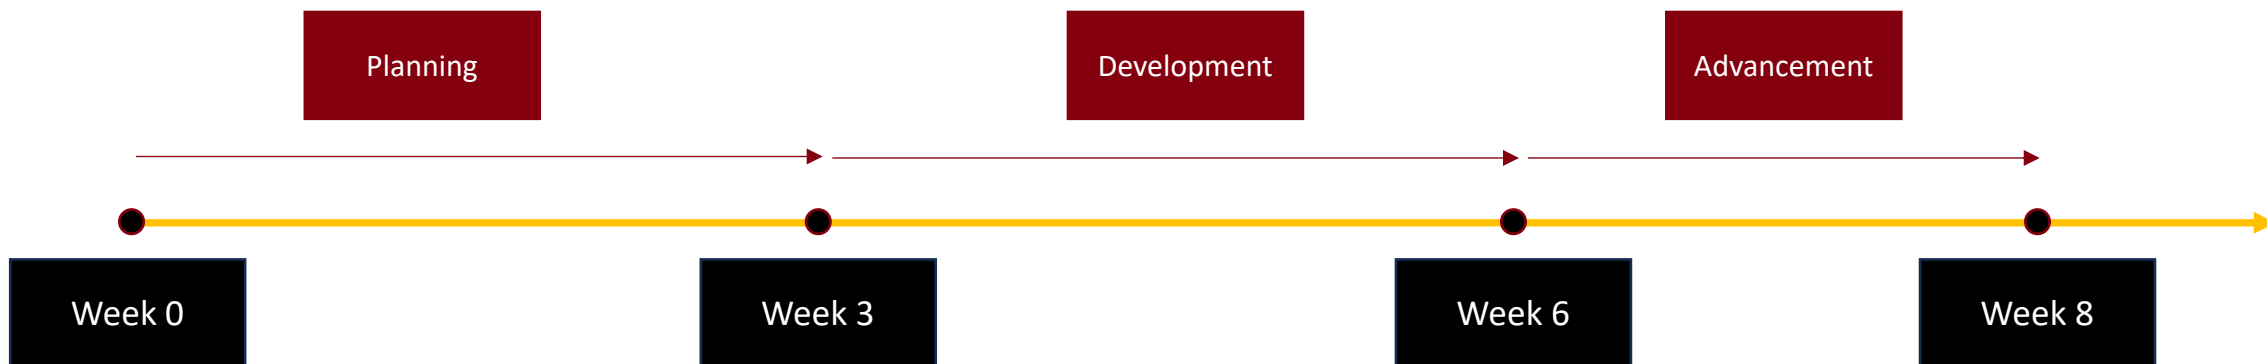 Planning
Development
Advancement
Week 0
Week 3
Week 6
Week 8